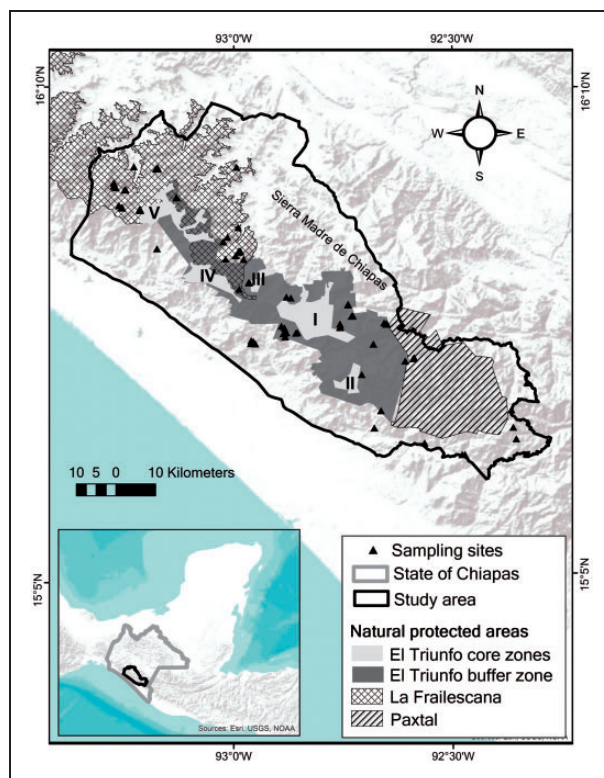 93°0'W 92°30'W
16°10'N
16°10'N
N
W E
S
Sierra Madre de Chiapas
V
IV
III
I
II
10 5 0 10 Kilometers
15°5'N
15°5'N
Sampling sites
State of Chiapas
Study area
Natural protected areas
El Triunfo core zones
El Triunfo buffer zone
La Frailescana
Paxtal
Sources: Esri, USGS, NOAA
93°0'W 92°30'W